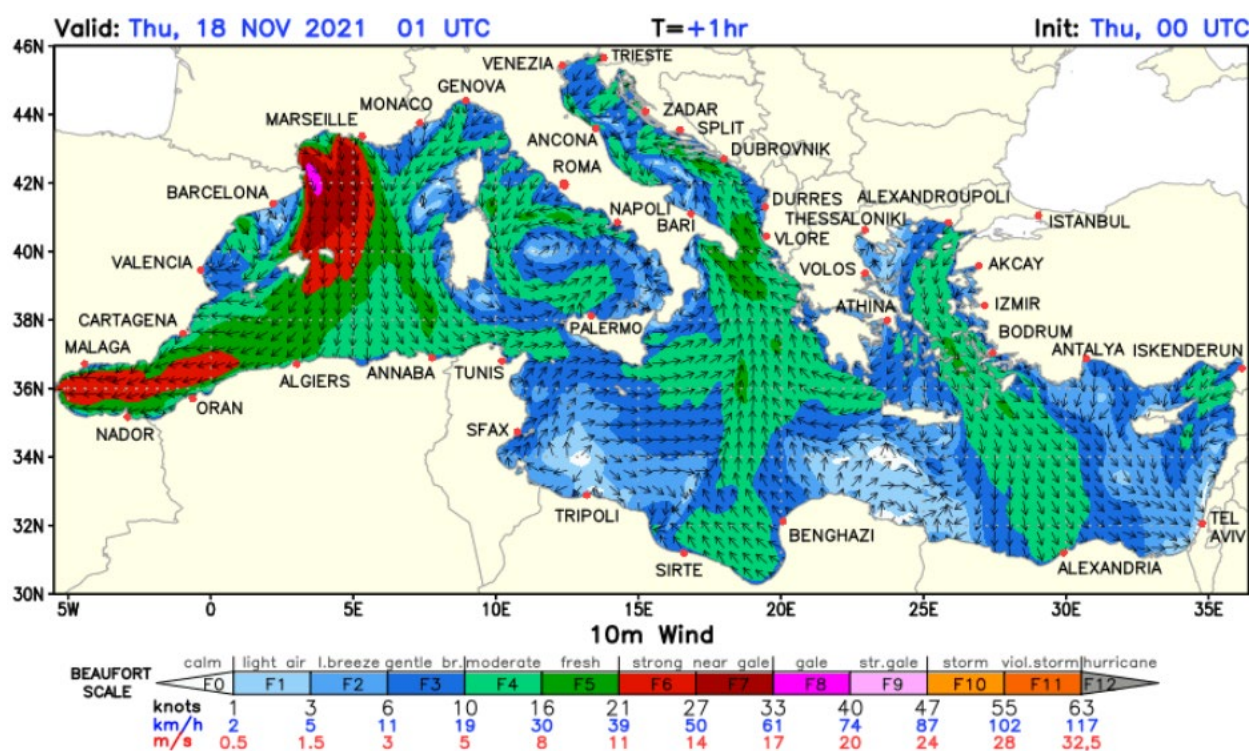 Valid: Thu, 18 NOV 2021 01 UTC T=+1hr Init: Thu, 00 UTC
46N
TRIESTE
VENEZIA
GENOVA
44N
MONACO
ZADAR
MARSEILLE
SPLIT
ANCONA
DUBROVNIK
ROMA
42N
BARCELONA
DURRES
ALEXANDROUPOLI
NAPOLI
THESSALONIKI
ISTANBUL
BARI
40N
VLORE
VALENCIA
VOLOS
AKCAY
ATHINA
IZMIR
38N
CARTAGENA
PALERMO
BODRUM
MALAGA
ANTALYA
ISKENDERUN
ALGIERS
ANNABA
TUNIS
36N
ORAN
NADOR
SFAX
34N
TRIPOLI
32N
BENGHAZI
TEL
AVIV
SIRTE
ALEXANDRIA
30N
5W 0 5E 10E 15E 20E 25E 30E 35E
10m Wind
calm light air l.breeze gentle br. moderate fresh strong near gale gale str.gale storm viol.storm hurricane
BEAUFORT
SCALE
F0 F1 F2 F3 F4 F5 F6 F7 F8 F9 F10 F11 F12
knots 1 3 6 10 16 21 27 33 40 47 55 63
km/h 2 5 11 19 30 39 50 61 74 87 102 117
m/s 0.5 1.5 3 5 8 11 14 17 20 24 28 32,5